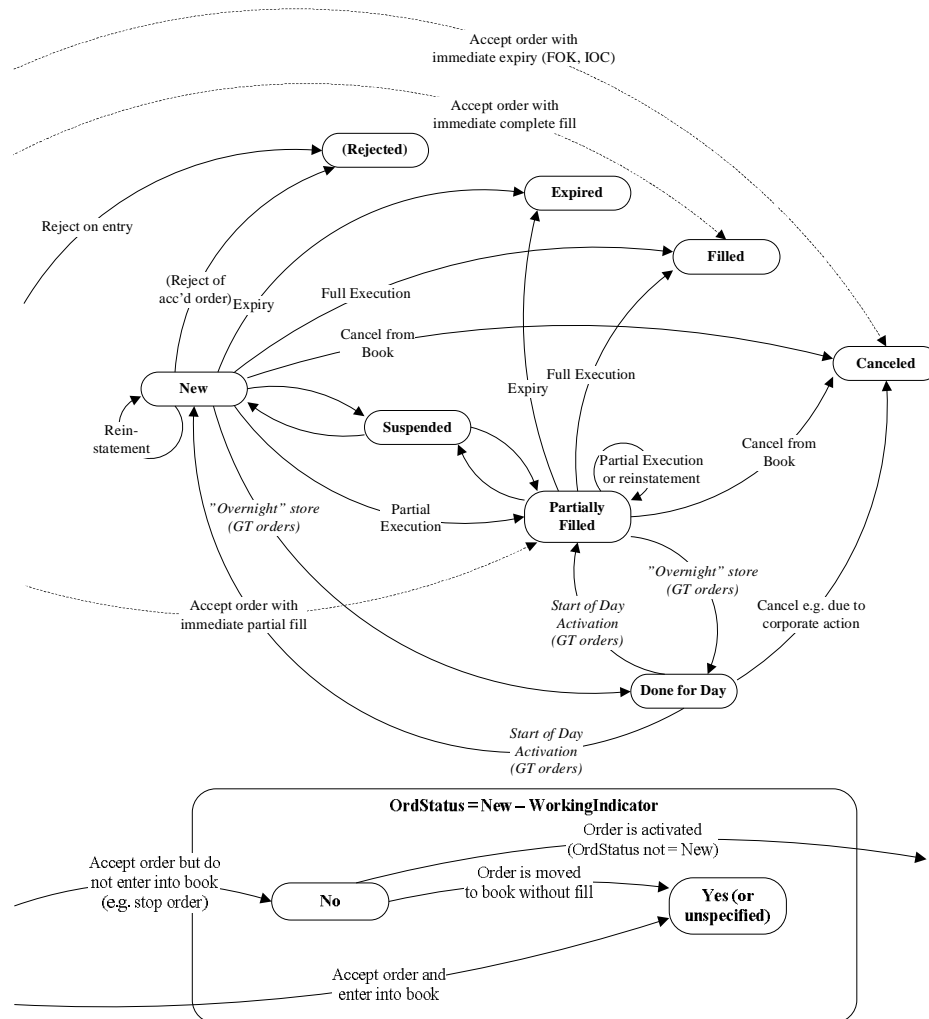 Accept order with
immediate expiry (FOK, IOC)
Accept order with
immediate complete fill
(Rejected)
Expired
Reject on entry
Filled
(Reject of
acc'd order)
Expiry
Full Execution
Cancel from
Book
Canceled
New
Expiry
Full Execution
Rein-
statement
Suspended
Cancel from
Book
Partial Execution
or reinstatement
”Overnight” store
(GT orders)
Partial
Execution
Partially
Filled
”Overnight” store
(GT orders)
Accept order with
immediate partial fill
Start of Day
Activation
(GT orders)
Cancel e.g. due to
corporate action
Done for Day
Start of Day
Activation
(GT orders)
OrdStatus = New – WorkingIndicator
Order is activated
(OrdStatus not = New)
Accept order but do
not enter into book
(e.g. stop order)
Order is moved
to book without fill
No
Yes (or
unspecified)
Accept order and
enter into book